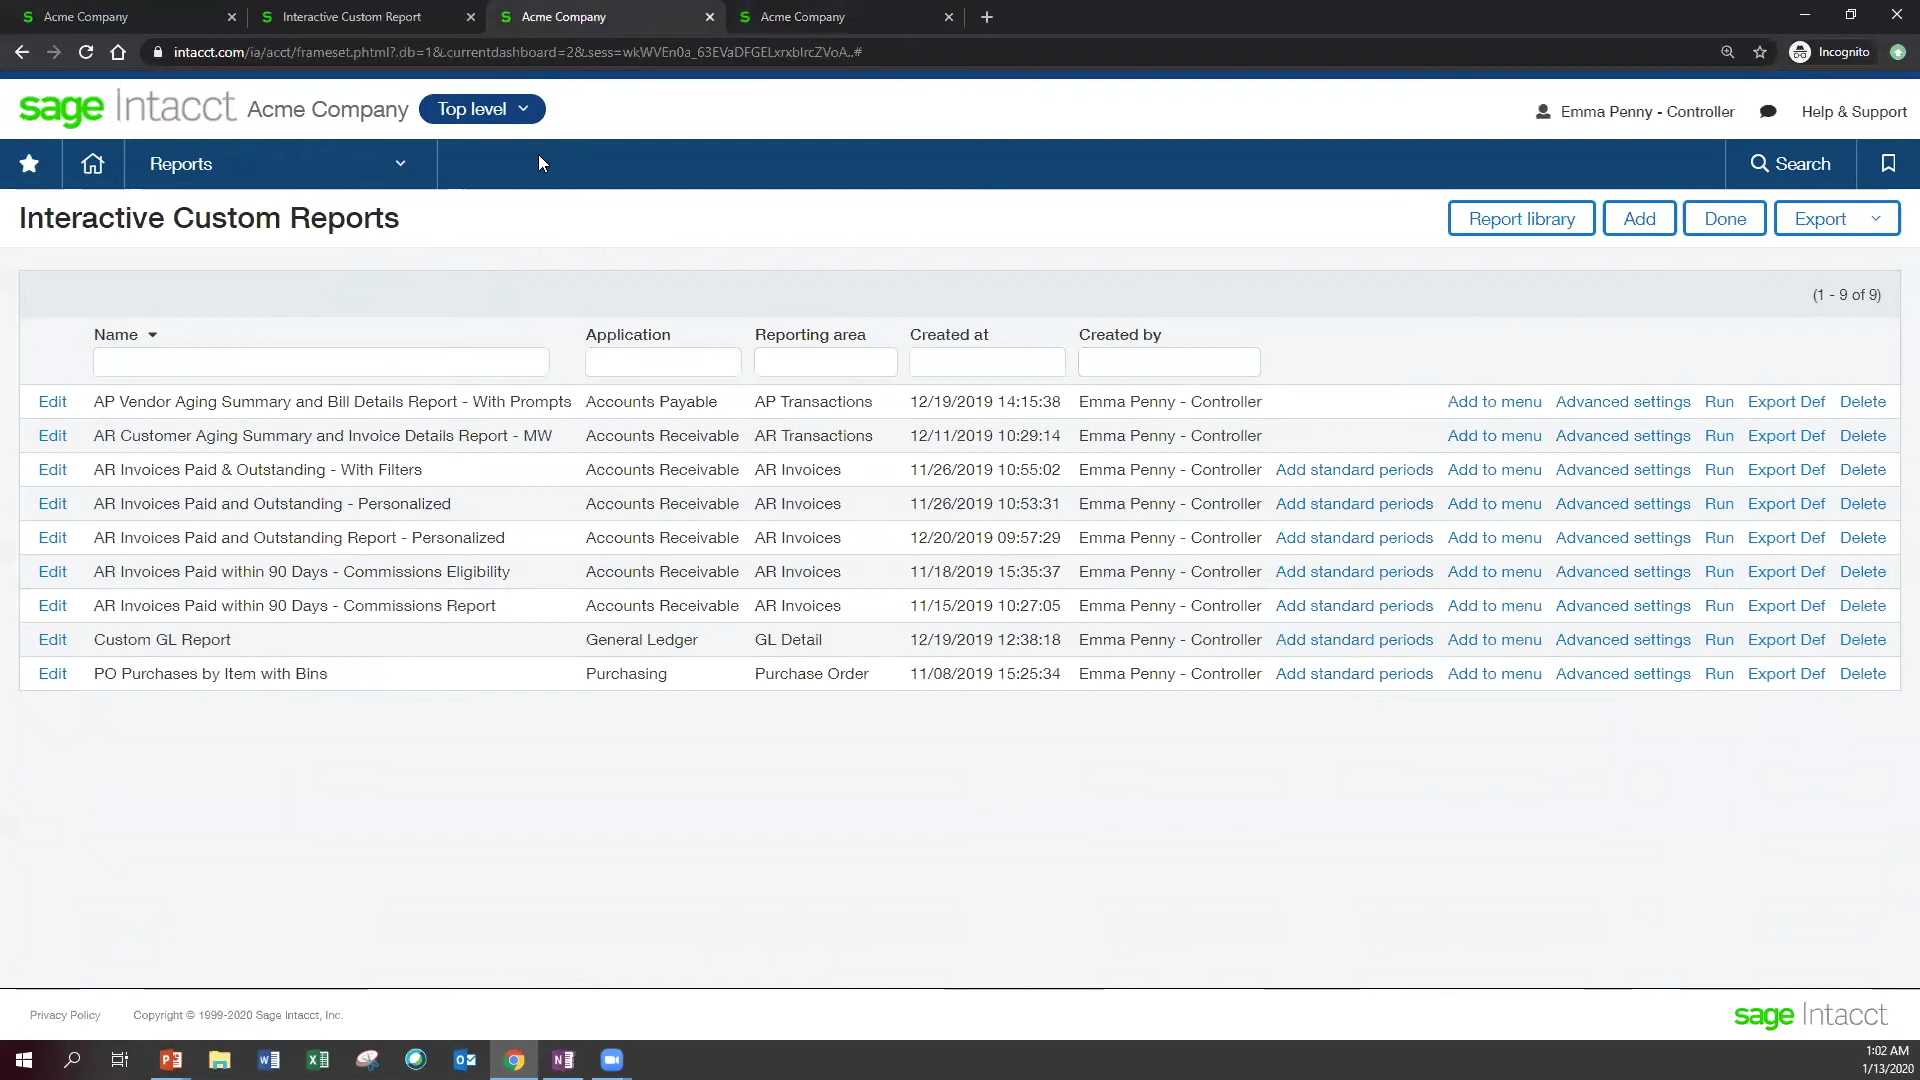 Acme Company
Interactive Custom Report
Acme Company
Acme Company
intacct.com/ia/acct/frameset.phtml?.db=1&.currentdashboard=2&.sess=wkWVEn0a_63EVaDFGELxrxbIrcZVoA..#
Incognito
sage Intacct Acme Company Top level
Emma Penny - Controller Help & Support
Reports
Search
Interactive Custom Reports
Report library Add Done Export
(1 - 9 of 9)
Name Application Reporting area Created at Created by
Edit AP Vendor Aging Summary and Bill Details Report - With Prompts Accounts Payable AP Transactions 12/19/2019 14:15:38 Emma Penny - Controller Add to menu Advanced settings Run Export Def Delete
Edit AR Customer Aging Summary and Invoice Details Report - MW Accounts Receivable AR Transactions 12/11/2019 10:29:14 Emma Penny - Controller Add to menu Advanced settings Run Export Def Delete
Edit AR Invoices Paid & Outstanding - With Filters Accounts Receivable AR Invoices 11/26/2019 10:55:02 Emma Penny - Controller Add standard periods Add to menu Advanced settings Run Export Def Delete
Edit AR Invoices Paid and Outstanding - Personalized Accounts Receivable AR Invoices 11/26/2019 10:53:31 Emma Penny - Controller Add standard periods Add to menu Advanced settings Run Export Def Delete
Edit AR Invoices Paid and Outstanding Report - Personalized Accounts Receivable AR Invoices 12/20/2019 09:57:29 Emma Penny - Controller Add standard periods Add to menu Advanced settings Run Export Def Delete
Edit AR Invoices Paid within 90 Days - Commissions Eligibility Accounts Receivable AR Invoices 11/18/2019 15:35:37 Emma Penny - Controller Add standard periods Add to menu Advanced settings Run Export Def Delete
Edit AR Invoices Paid within 90 Days - Commissions Report Accounts Receivable AR Invoices 11/15/2019 10:27:05 Emma Penny - Controller Add standard periods Add to menu Advanced settings Run Export Def Delete
Edit Custom GL Report General Ledger GL Detail 12/19/2019 12:38:18 Emma Penny - Controller Add standard periods Add to menu Advanced settings Run Export Def Delete
Edit PO Purchases by Item with Bins Purchasing Purchase Order 11/08/2019 15:25:34 Emma Penny - Controller Add standard periods Add to menu Advanced settings Run Export Def Delete
Privacy Policy Copyright © 1999-2020 Sage Intacct, Inc.
sage Intacct
1:02 AM
1/13/2020